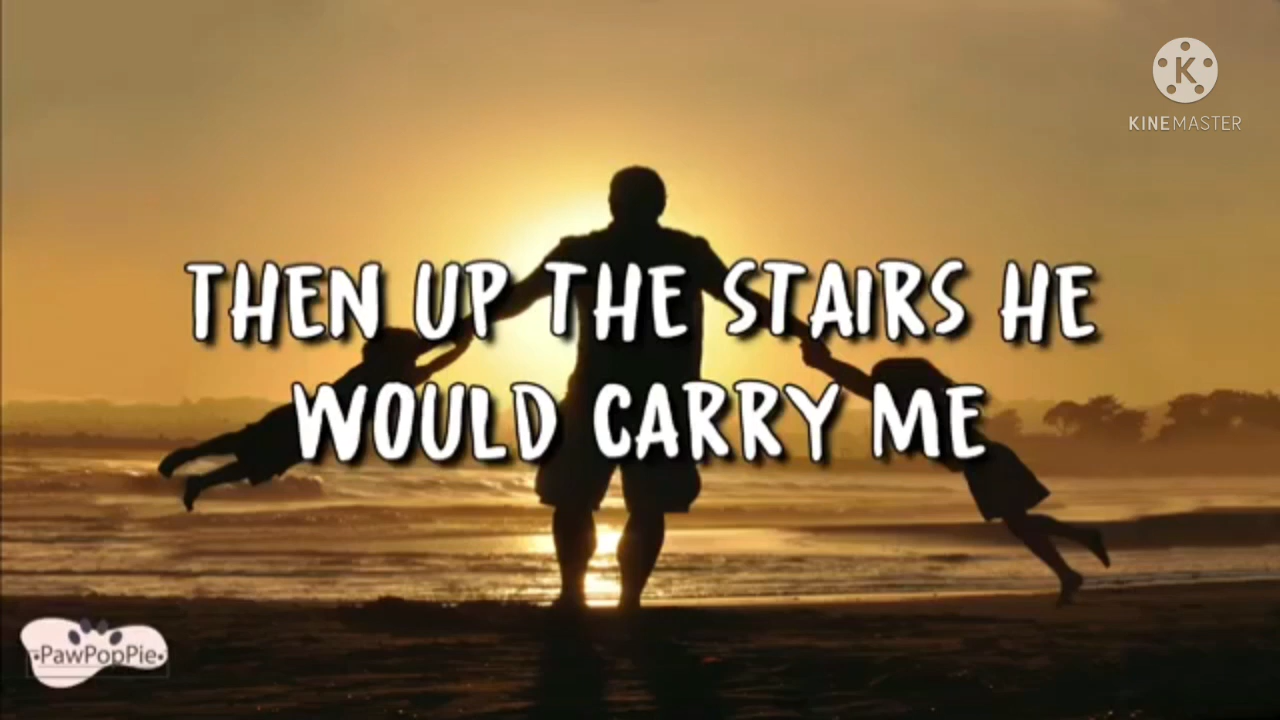 KINEMASTER
THEN UP THE STAIRS HE
WOULD CARRY ME
PawPopPie